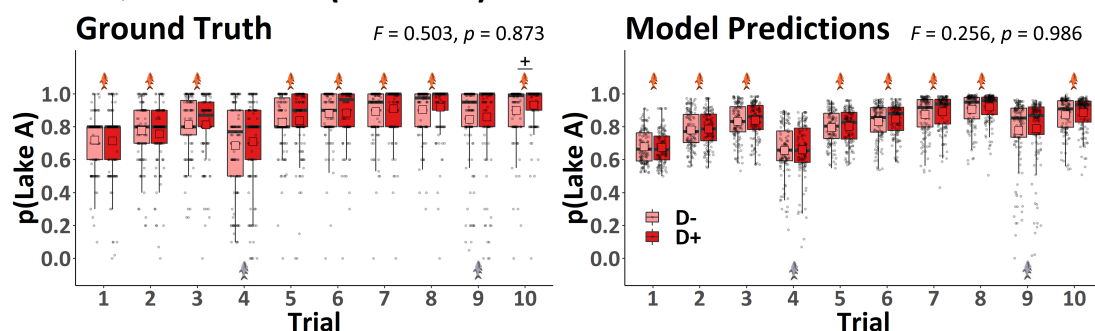 Ground Truth
F = 0.503, p = 0.873
+
p(Lake A)
1.0
0.8
0.6
0.4
0.2
0.0
1 2 3 4 5 6 7 8 9 10
Trial
Model Predictions
F = 0.256, p = 0.986
p(Lake A)
1.0
0.8
0.6
0.4
0.2
0.0
D-
D+
1 2 3 4 5 6 7 8 9 10
Trial